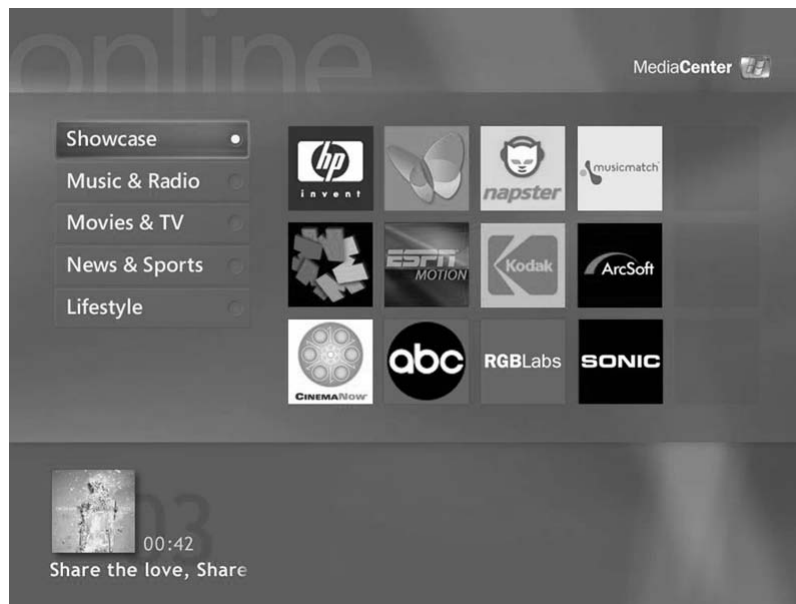 online
MediaCenter
Showcase
Music & Radio
Movies & TV
News & Sports
Lifestyle
hp
invent
napster
musicmatch
ESPN
MOTION
Kodak
ArcSoft
CINEMANOW
abc
RGBLabs
SONIC
03
00:42
Share the love, Share